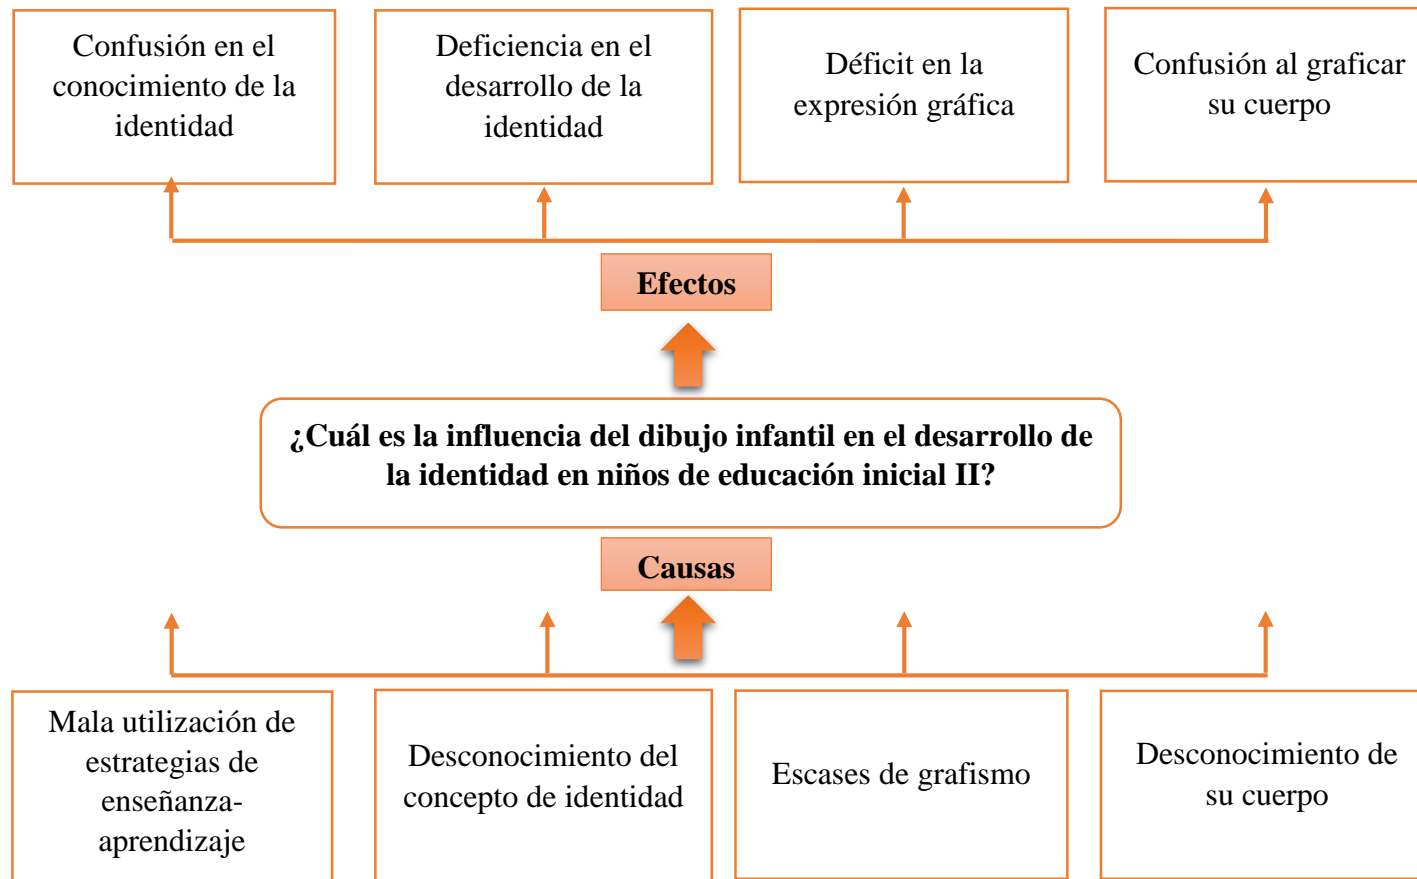 Confusión en el
conocimiento de la
identidad
Deficiencia en el
desarrollo de la
identidad
Déficit en la
expresión gráfica
Confusión al graficar
su cuerpo
Efectos
¿Cuál es la influencia del dibujo infantil en el desarrollo de
la identidad en niños de educación inicial II?
Causas
Mala utilización de
estrategias de
enseñanza-
aprendizaje
Desconocimiento del
concepto de identidad
Escases de grafismo
Desconocimiento de
su cuerpo